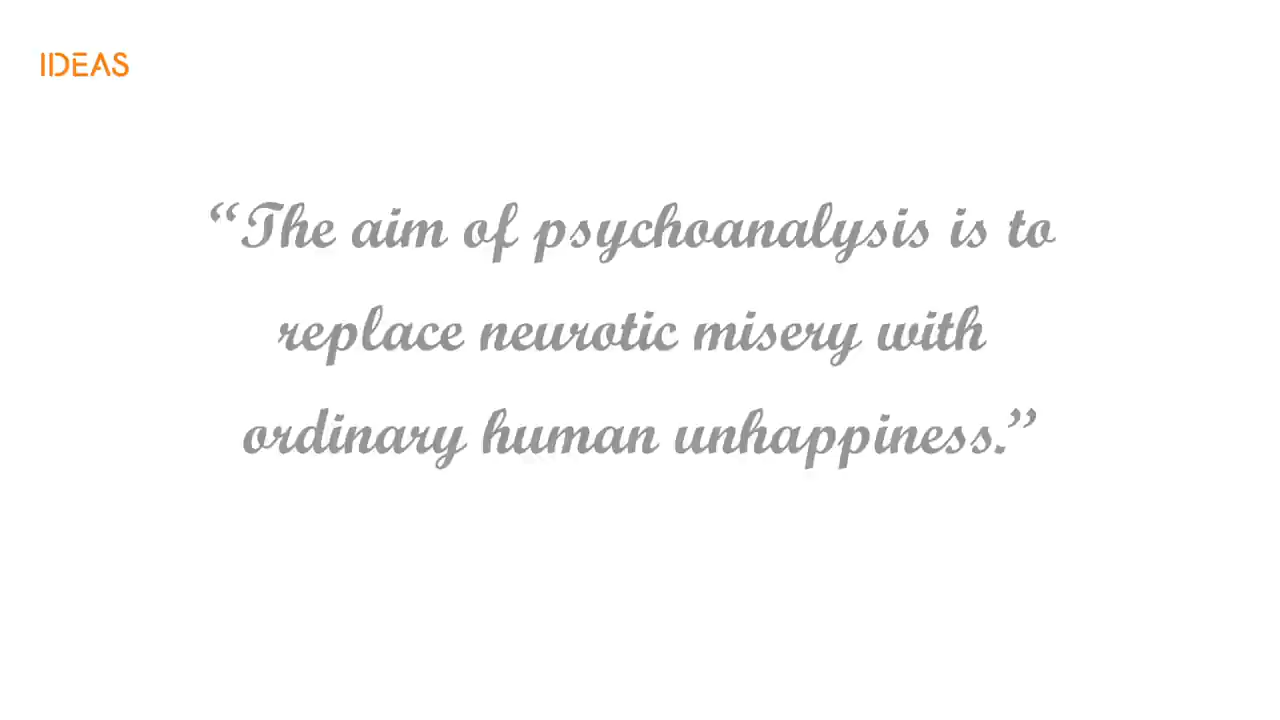 IDEAS
“The aim of psychoanalysis is to
replace neurotic misery with
ordinary human unhappiness.”